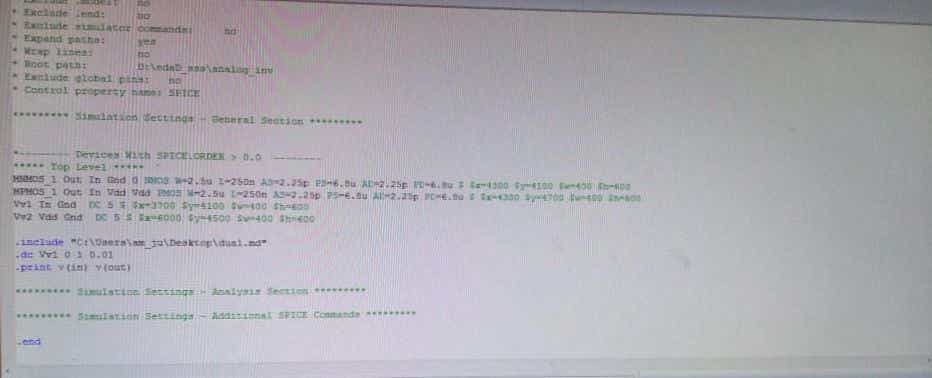 * Exclude .model: no
* Exclude .end: no
* Exclude simulator commands: no
* Expand paths: yes
* Wrap lines: no
* Root path:
* Exclude global pins: no
* Control property name: SPICE
********* Simulation Settings - General Section *********
*--------- Devices With SPICE.ORDER > 0.0 --------
***** Top Level *****
MNMOS_1 Out In Gnd 0 NMOS W=2.5u L=250n AS=2.25p PS=6.8u AD=2.25p PD=6.8u $ $x=4300 $y=4100 $w=400 $h=600
MPMOS_1 Out In Vdd Vdd PMOS W=2.5u L=250n AS=2.25p PS=6.8u AD=2.25p PD=6.8u $ $x=4300 $y=4700 $w=400 $h=600
Vv1 In Gnd DC 5 $ $x=3700 $y=4100 $w=400 $h=600
Vv2 Vdd Gnd DC 5 $ $x=6000 $y=4500 $w=400 $h=600
.include "C:\Users\am_ju\Desktop\dual.md"
.dc Vv1 0 0.01
.print v(in) v(out)
********* Simulation Settings - Analysis Section *********
********* Simulation Settings - Additional SPICE Commands *********
.end